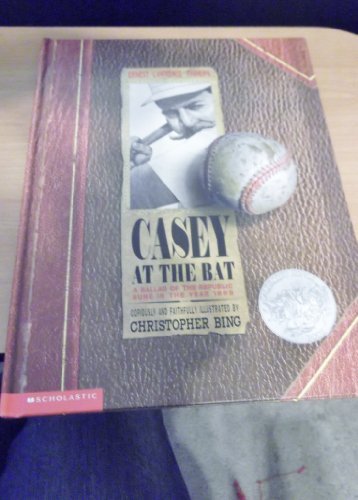 ERNEST LAWRENCE THAYER'S
CASEY
AT THE BAT
A BALLAD OF THE REPUBLIC
SUNG IN THE YEAR 1888
COPIOUSLY AND FAITHFULLY ILLUSTRATED BY
CHRISTOPHER BING
SCHOLASTIC